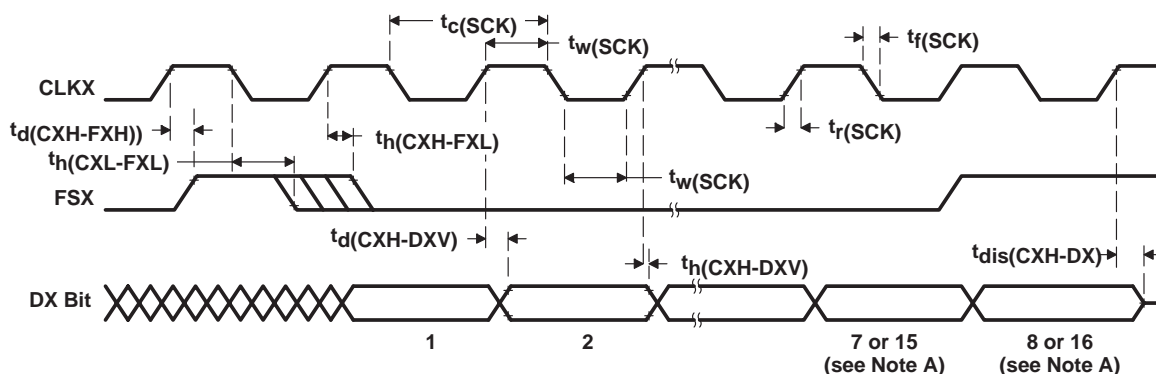 tc(SCK)
tw(SCK)
tf(SCK)
CLKX
td(CXH-FXH))
th(CXH-FXL)
tr(SCK)
th(CXL-FXL)
tw(SCK)
FSX
td(CXH-DXV)
th(CXH-DXV)
tdis(CXH-DX)
DX Bit
1
2
7 or 15
(see Note A)
8 or 16
(see Note A)